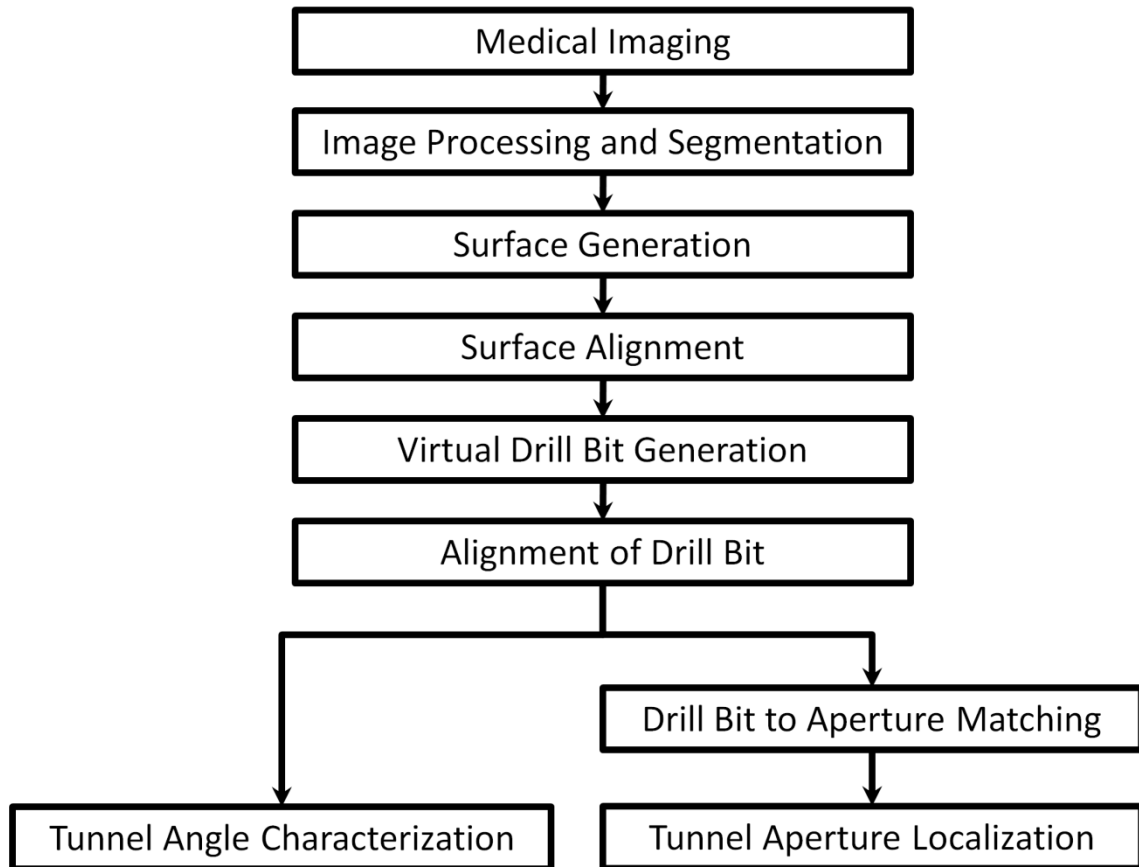 Medical Imaging
Image Processing and Segmentation
Surface Generation
Surface Alignment
Virtual Drill Bit Generation
Alignment of Drill Bit
Drill Bit to Aperture Matching
Tunnel Angle Characterization
Tunnel Aperture Localization